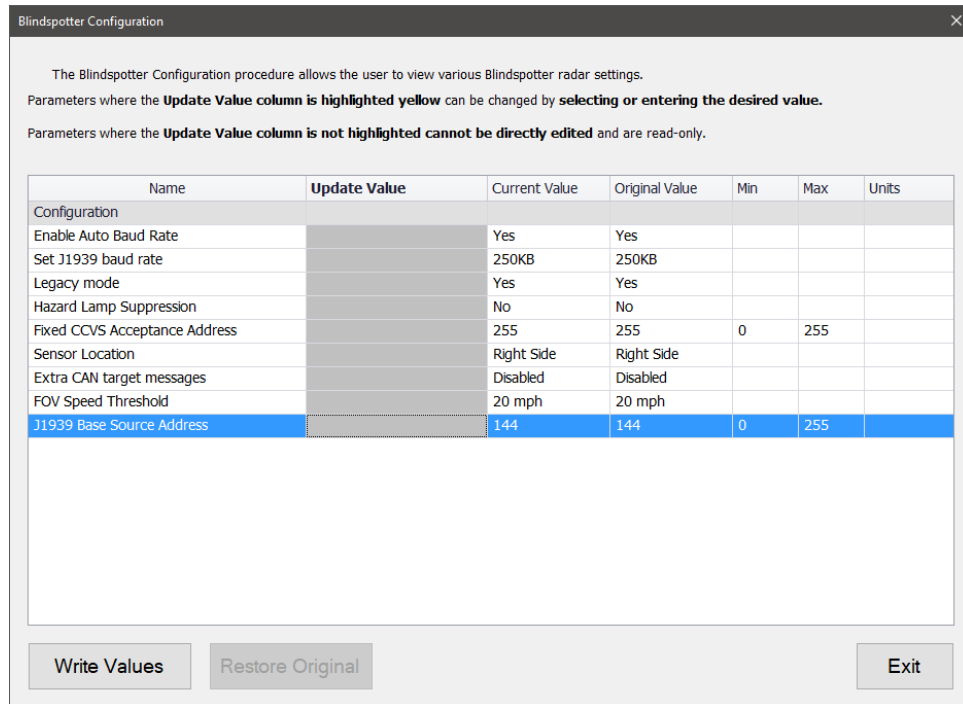 Blindspotter Configuration
The Blindspotter Configuration procedure allows the user to view various Blindspotter radar settings.
Parameters where the Update Value column is highlighted yellow can be changed by selecting or entering the desired value.
Parameters where the Update Value column is not highlighted cannot be directly edited and are read-only.
Name Update Value Current Value Original Value Min Max Units
Configuration
Enable Auto Baud Rate Yes Yes
Set J1939 baud rate 250KB 250KB
Legacy mode Yes Yes
Hazard Lamp Suppression No No
Fixed CCVS Acceptance Address 255 255 0 255
Sensor Location Right Side Right Side
Extra CAN target messages Disabled Disabled
FOV Speed Threshold 20 mph 20 mph
J1939 Base Source Address 144 144 0 255
Write Values Restore Original Exit